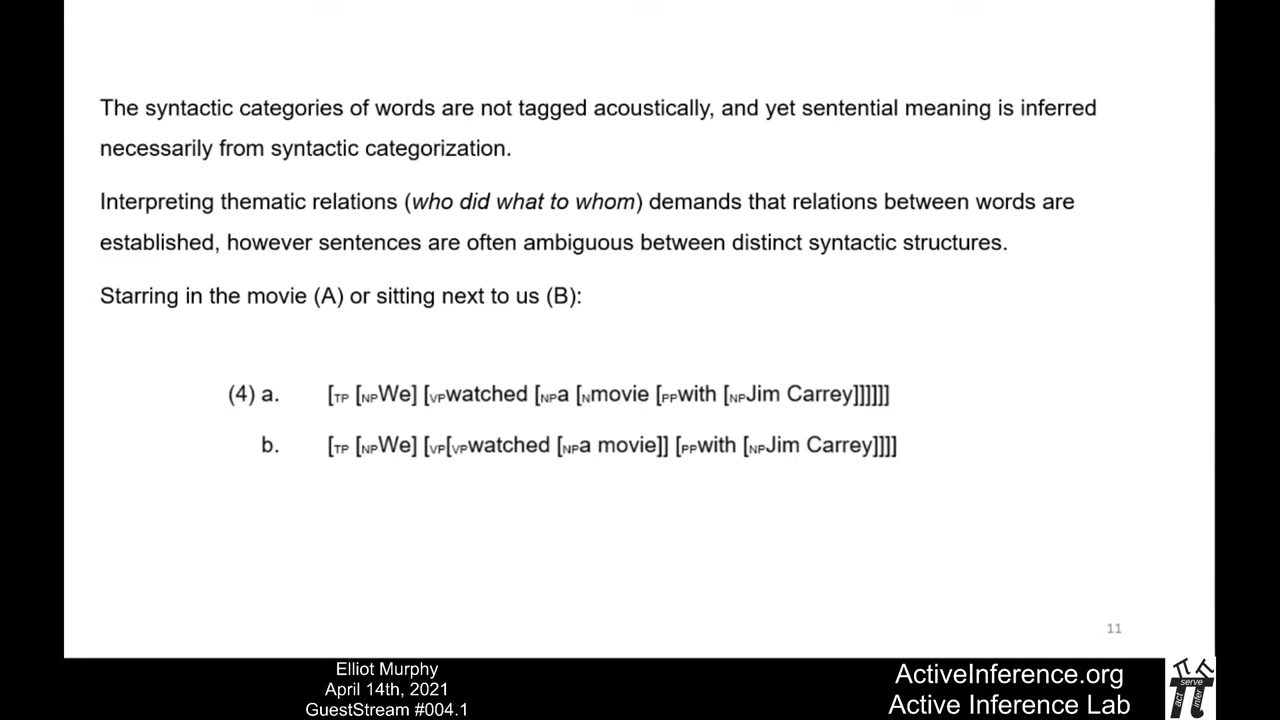 The syntactic categories of words are not tagged acoustically, and yet sentential meaning is inferred
necessarily from syntactic categorization.
Interpreting thematic relations (who did what to whom) demands that relations between words are
established, however sentences are often ambiguous between distinct syntactic structures.
Starring in the movie (A) or sitting next to us (B):
(4) a. [TP [NPWe] [VPwatched [NPa [Nmovie [PPwith [NPJim Carrey]]]]]]
b. [TP [NPWe] [VP[VPwatched [NPa movie]] [PPwith [NPJim Carrey]]]]
11
Elliot Murphy
April 14th, 2021
GuestStream #004.1
ActiveInference.org
Active Inference Lab
serve
act
infer